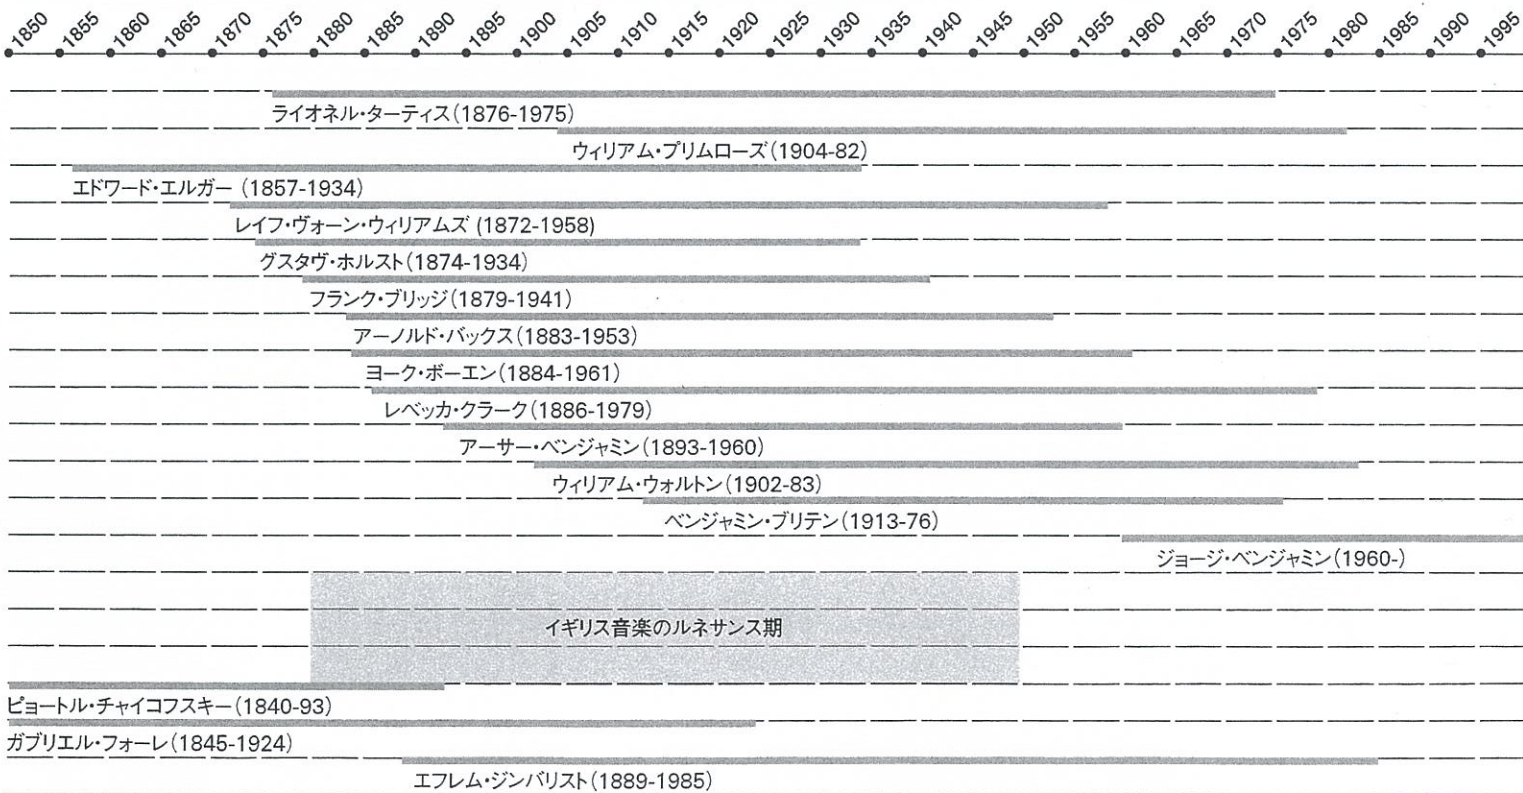 1850 1855 1860 1865 1870 1875 1880 1885 1890 1895 1900 1905 1910 1915 1920 1925 1930 1935 1940 1945 1950 1955 1960 1965 1970 1975 1980 1985 1990 1995
ライオネル・ターティス(1876-1975)
ウィリアム・プリムローズ(1904-82)
エドワード・エルガー (1857-1934)
レイフ・ヴォーン・ウィリアムズ (1872-1958)
グスタヴ・ホルスト(1874-1934)
フランク・ブリッジ(1879-1941)
アーノルド・バックス(1883-1953)
ヨーク・ボーエン(1884-1961)
レベッカ・クラーク(1886-1979)
アーサー・ベンジャミン(1893-1960)
ウィリアム・ウォルトン(1902-83)
ベンジャミン・ブリテン(1913-76)
ジョージ・ベンジャミン(1960-)
イギリス音楽のルネサンス期
ピョートル・チャイコフスキー(1840-93)
ガブリエル・フォーレ(1845-1924)
エフレム・ジンバリスト(1889-1985)